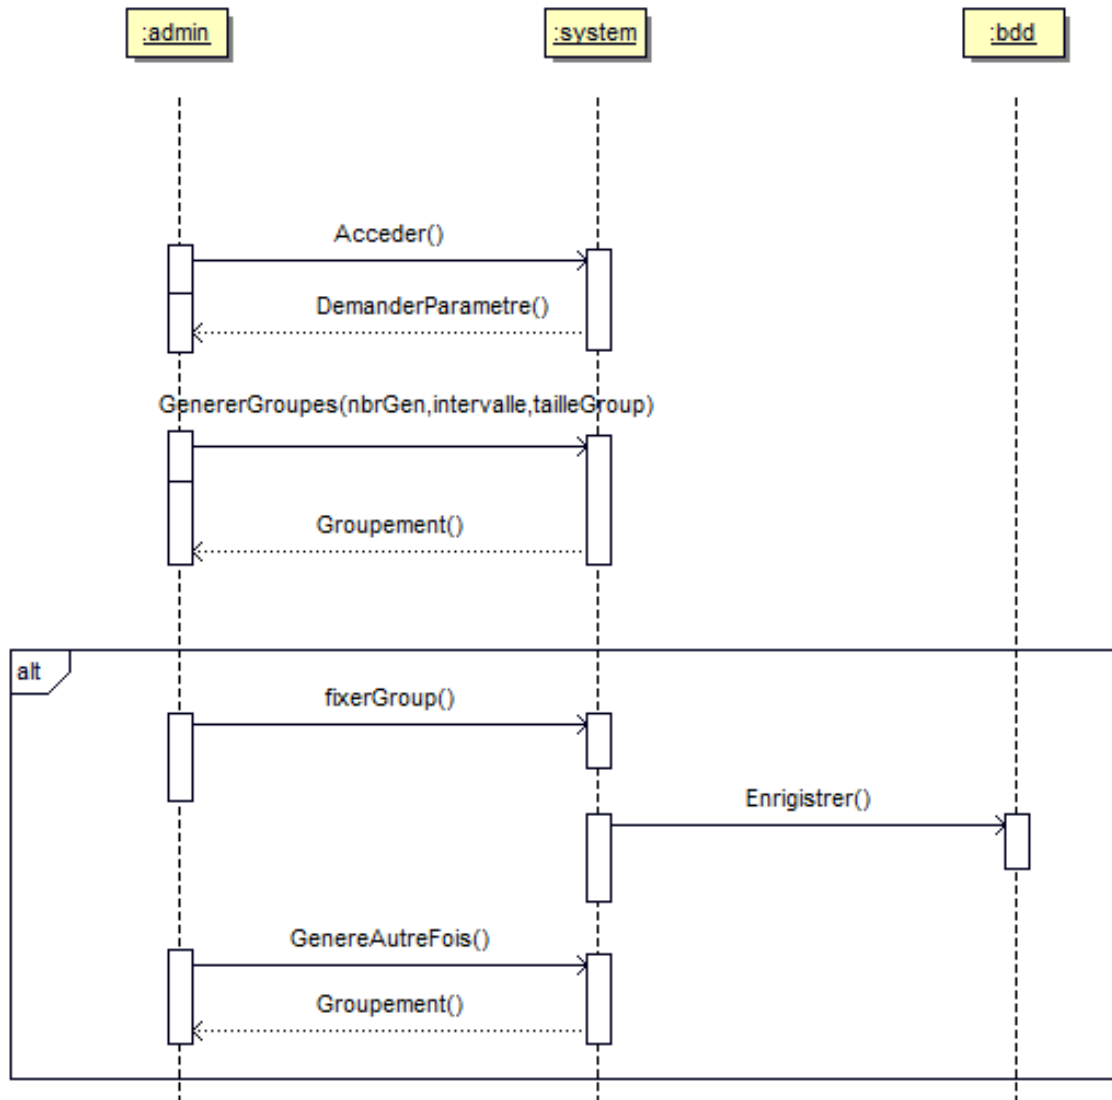 :admin
:system
:bdd
Acceder()
DemanderParametre()
GenererGroupes(nbrGen,intervalle,tailleGroup)
Groupement()
alt
fixerGroup()
Enrigistrer()
GenereAutreFois()
Groupement()